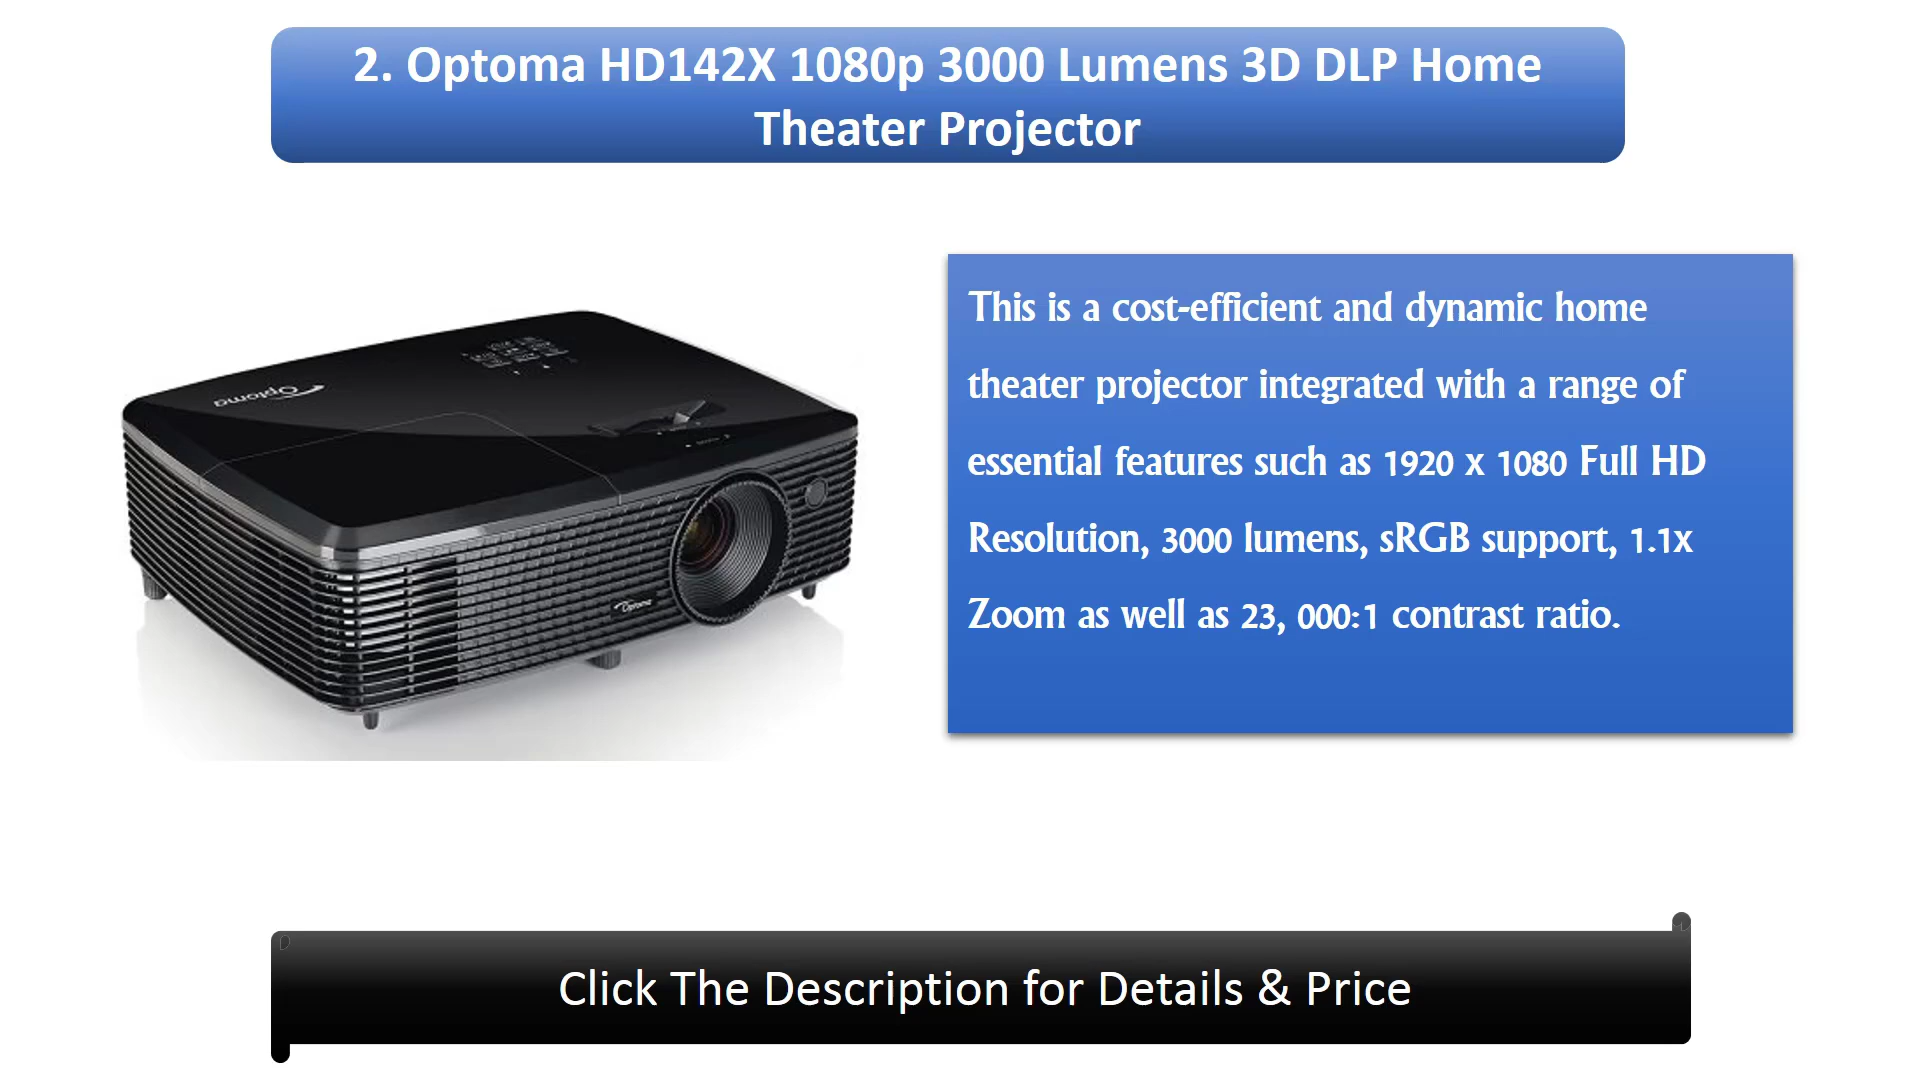 2. Optoma HD142X 1080p 3000 Lumens 3D DLP Home
Theater Projector
Optoma
Optoma
This is a cost-efficient and dynamic home
theater projector integrated with a range of
essential features such as 1920 x 1080 Full HD
Resolution, 3000 lumens, sRGB support, 1.1x
Zoom as well as 23, 000:1 contrast ratio.
Click The Description for Details & Price